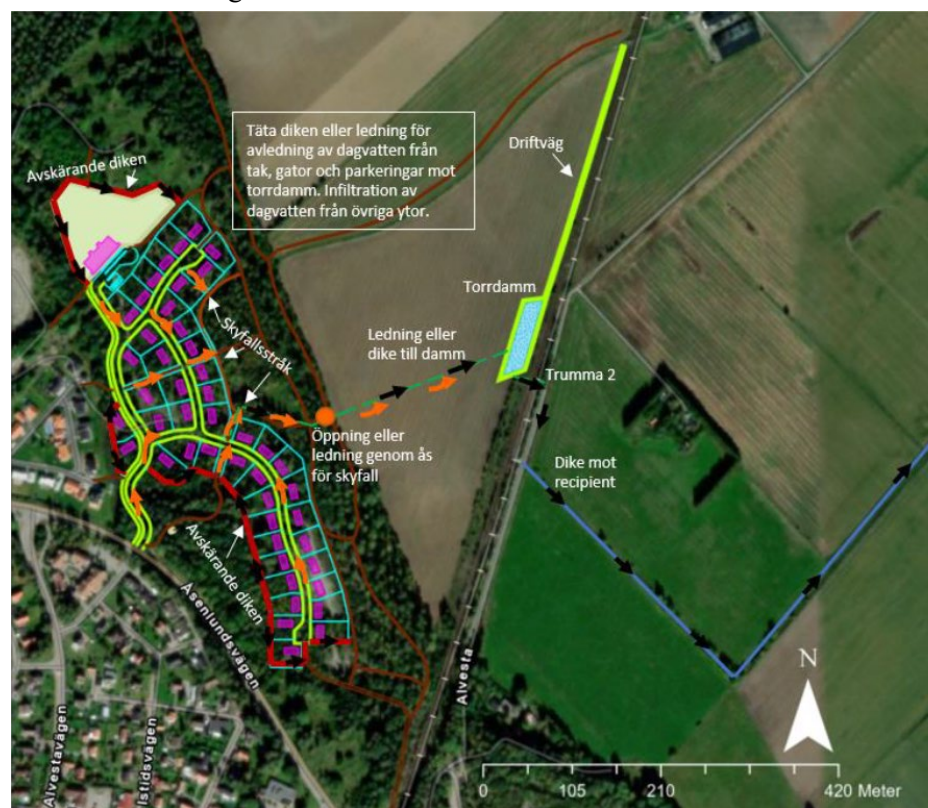 Täta diken eller ledning för
avledning av dagvatten från
tak, gator och parkeringar mot
torrdamm. Infiltration av
dagvatten från övriga ytor.
Driftväg
Avskärande diken
Torrdamm
Skyfallsstråk
Ledning eller
dike till damm
Trumma 2
Öppning eller
ledning genom ås
för skyfall
Dike mot
recipient
Avskärande diken
Åsenlundsvägen
Alvestavägen
Istidsvägen
Alvesta
N
0 105 210 420 Meter